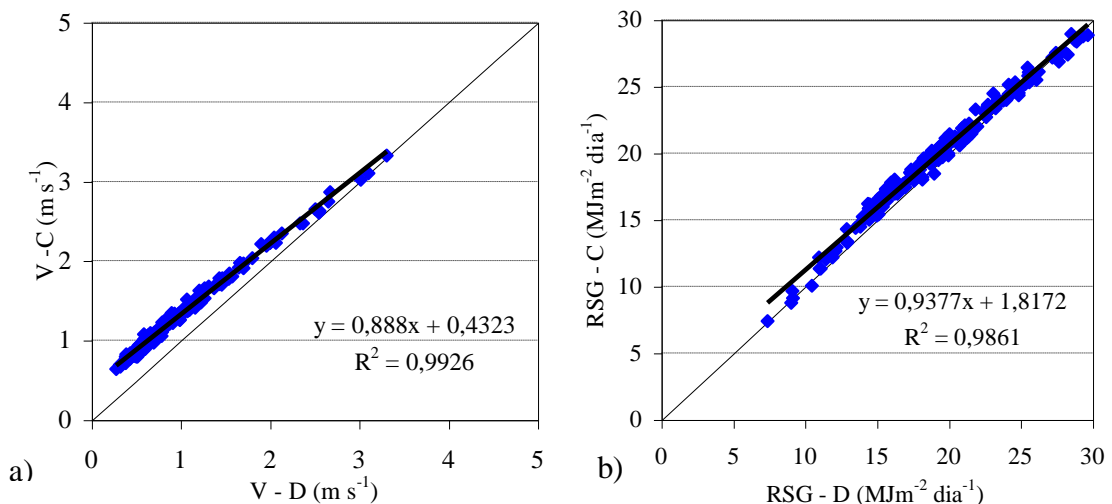 5
4
3
2
1
0
V -C (m s⁻¹)
y = 0,888x + 0,4323
R² = 0,9926
0 1 2 3 4 5
V - D (m s⁻¹)
a)
30
25
20
15
10
5
0
RSG - C (MJm⁻² dia⁻¹)
y = 0,9377x + 1,8172
R² = 0,9861
0 5 10 15 20 25 30
RSG - D (MJm⁻² dia⁻¹)
b)